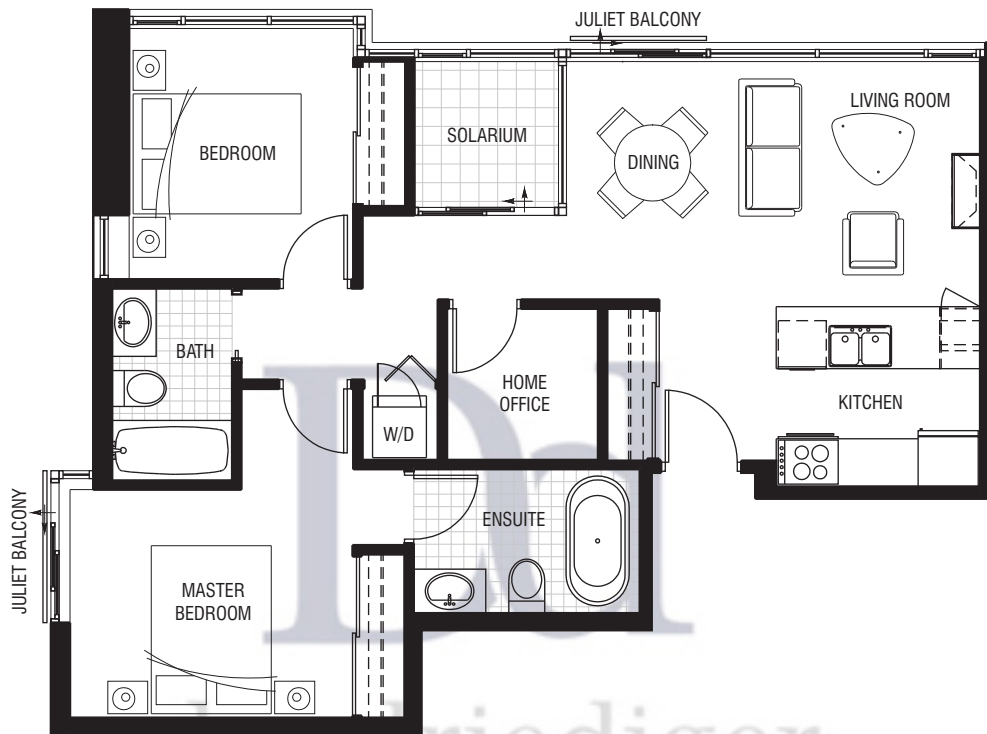 JULIET BALCONY
LIVING ROOM
SOLARIUM
BEDROOM
DINING
BATH
HOME
OFFICE
KITCHEN
W/D
ENSUITE
JULIET BALCONY
MASTER
BEDROOM